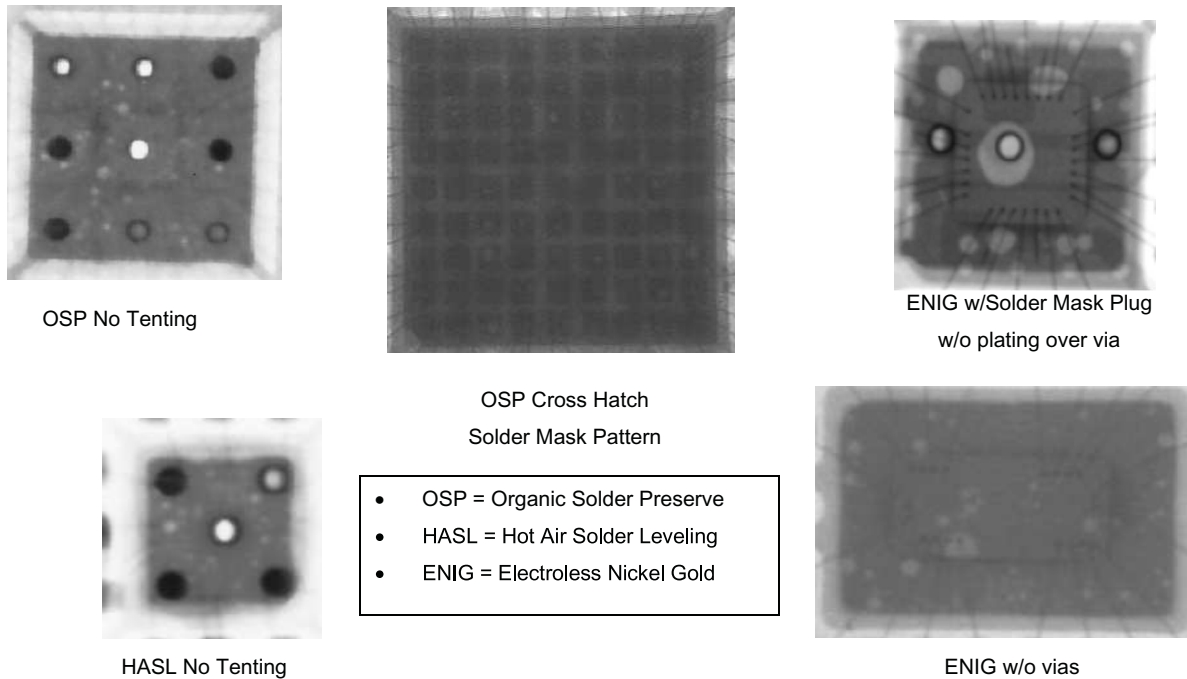 OSP No Tenting
OSP Cross Hatch
Solder Mask Pattern
ENIG w/Solder Mask Plug
w/o plating over via
HASL No Tenting
• OSP = Organic Solder Preserve
• HASL = Hot Air Solder Leveling
• ENIG = Electroless Nickel Gold
ENIG w/o vias